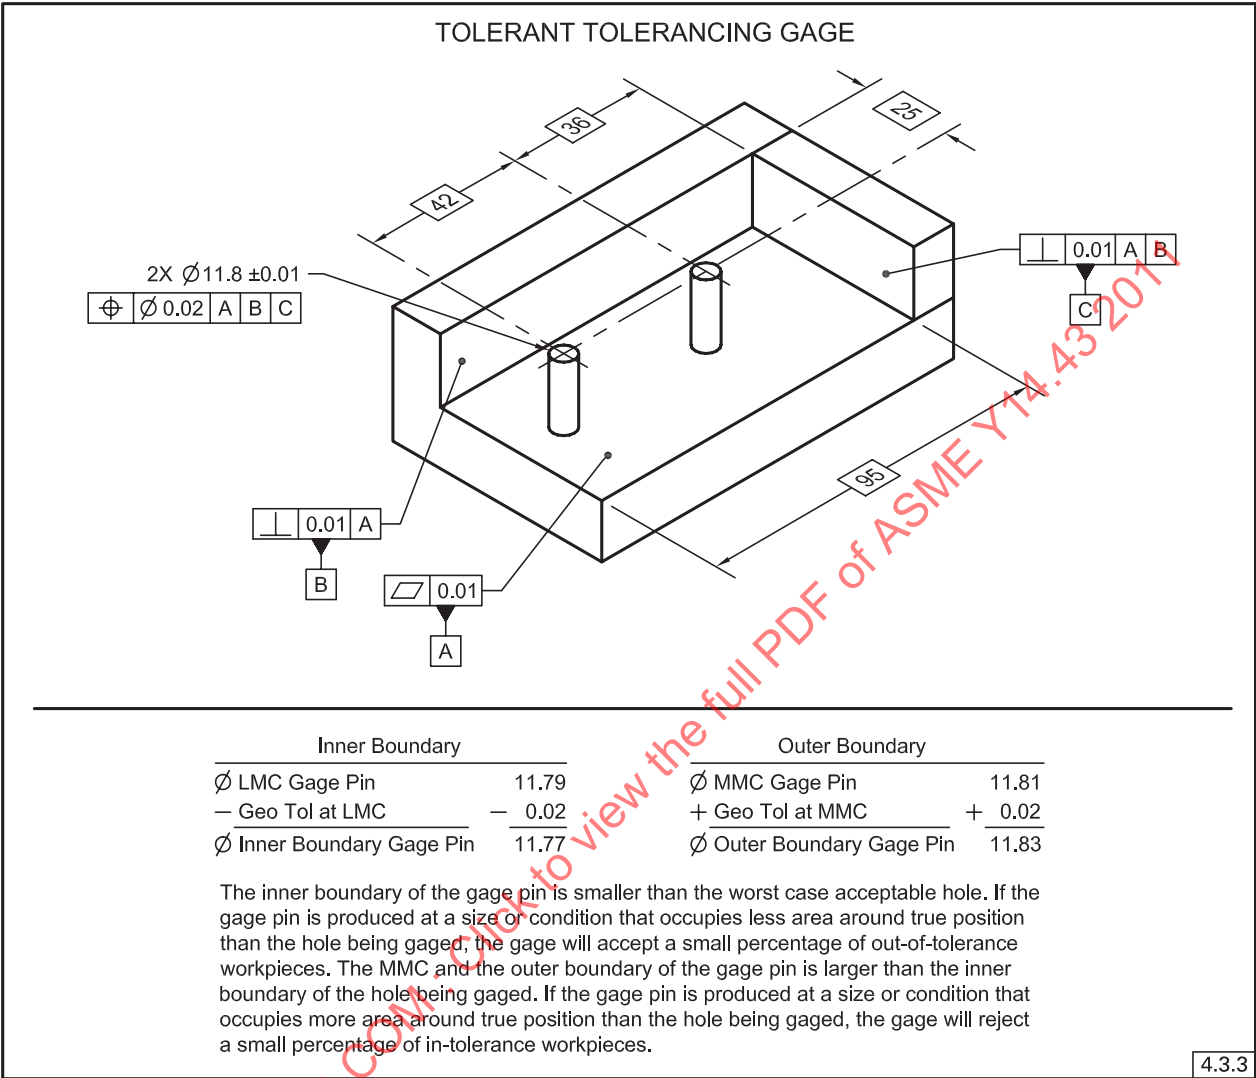 TOLERANT TOLERANCING GAGE
36
25
42
2X ∅11.8 ±0.01
⌖ ∅ 0.02 A B C
⊥ 0.01 A B
C
95
⊥ 0.01 A
B
⏥ 0.01
A
Inner Boundary
∅ LMC Gage Pin 11.79
− Geo Tol at LMC − 0.02
∅ Inner Boundary Gage Pin 11.77
Outer Boundary
∅ MMC Gage Pin 11.81
+ Geo Tol at MMC + 0.02
∅ Outer Boundary Gage Pin 11.83
The inner boundary of the gage pin is smaller than the worst case acceptable hole. If the
gage pin is produced at a size or condition that occupies less area around true position
than the hole being gaged, the gage will accept a small percentage of out-of-tolerance
workpieces. The MMC and the outer boundary of the gage pin is larger than the inner
boundary of the hole being gaged. If the gage pin is produced at a size or condition that
occupies more area around true position than the hole being gaged, the gage will reject
a small percentage of in-tolerance workpieces.
4.3.3
COM : Click to view the full PDF of ASME Y14.43 2011